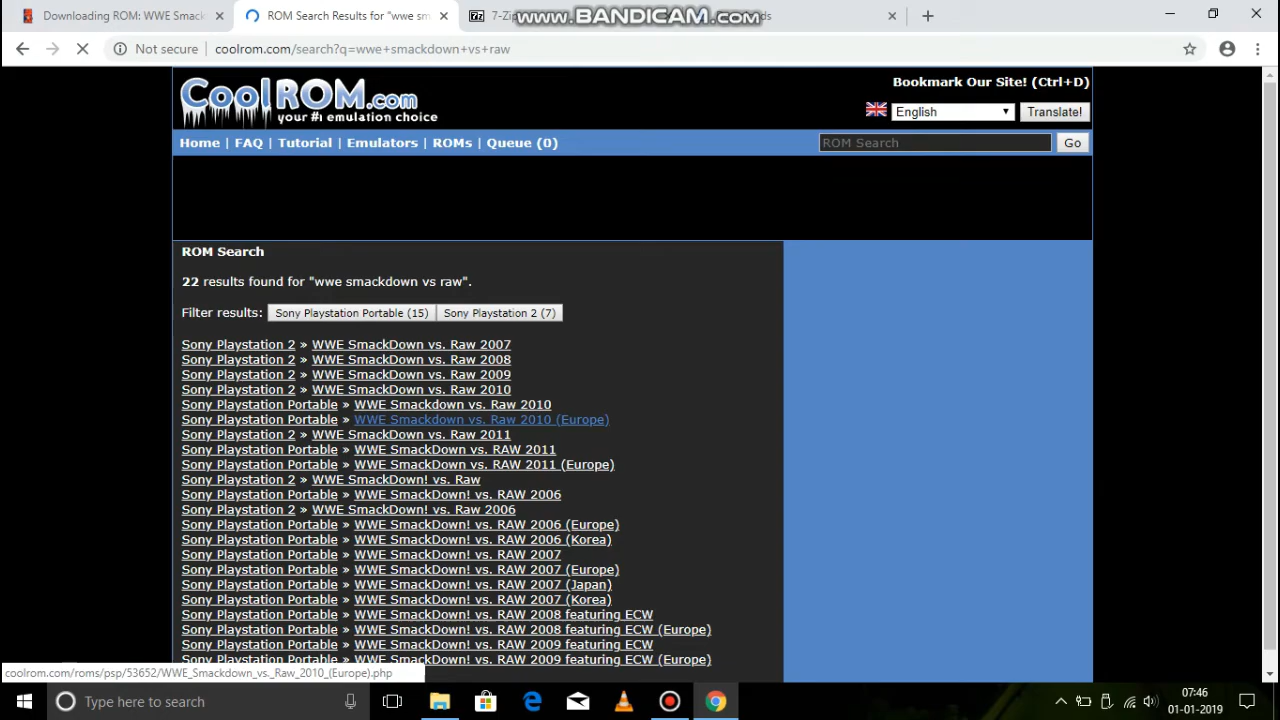 Downloading ROM: WWE Smack
ROM Search Results for "wwe sm
7-Zip
ds
www.BANDICAM.com
Not secure
coolrom.com/search?q=wwe+smackdown+vs+raw
CoolROM.com
your #1 emulation choice
Bookmark Our Site! (Ctrl+D)
English
Translate!
Home | FAQ | Tutorial | Emulators | ROMs | Queue (0)
ROM Search
Go
ROM Search
22 results found for "wwe smackdown vs raw".
Filter results: Sony Playstation Portable (15) Sony Playstation 2 (7)
Sony Playstation 2 » WWE SmackDown vs. Raw 2007
Sony Playstation 2 » WWE SmackDown vs. Raw 2008
Sony Playstation 2 » WWE SmackDown vs. Raw 2009
Sony Playstation 2 » WWE SmackDown vs. Raw 2010
Sony Playstation Portable » WWE Smackdown vs. Raw 2010
Sony Playstation Portable » WWE Smackdown vs. Raw 2010 (Europe)
Sony Playstation 2 » WWE SmackDown vs. Raw 2011
Sony Playstation Portable » WWE SmackDown vs. RAW 2011
Sony Playstation Portable » WWE SmackDown vs. RAW 2011 (Europe)
Sony Playstation 2 » WWE SmackDown! vs. Raw
Sony Playstation Portable » WWE SmackDown! vs. RAW 2006
Sony Playstation 2 » WWE SmackDown! vs. Raw 2006
Sony Playstation Portable » WWE SmackDown! vs. RAW 2006 (Europe)
Sony Playstation Portable » WWE SmackDown! vs. RAW 2006 (Korea)
Sony Playstation Portable » WWE SmackDown! vs. RAW 2007
Sony Playstation Portable » WWE SmackDown! vs. RAW 2007 (Europe)
Sony Playstation Portable » WWE SmackDown! vs. RAW 2007 (Japan)
Sony Playstation Portable » WWE SmackDown! vs. RAW 2007 (Korea)
Sony Playstation Portable » WWE SmackDown! vs. RAW 2008 featuring ECW
Sony Playstation Portable » WWE SmackDown! vs. RAW 2008 featuring ECW (Europe)
Sony Playstation Portable » WWE SmackDown! vs. RAW 2009 featuring ECW
Sony Playstation Portable » WWE SmackDown! vs. RAW 2009 featuring ECW (Europe)
coolrom.com/roms/psp/53652/WWE_Smackdown_vs._Raw_2010_(Europe).php
Type here to search
07:46
01-01-2019